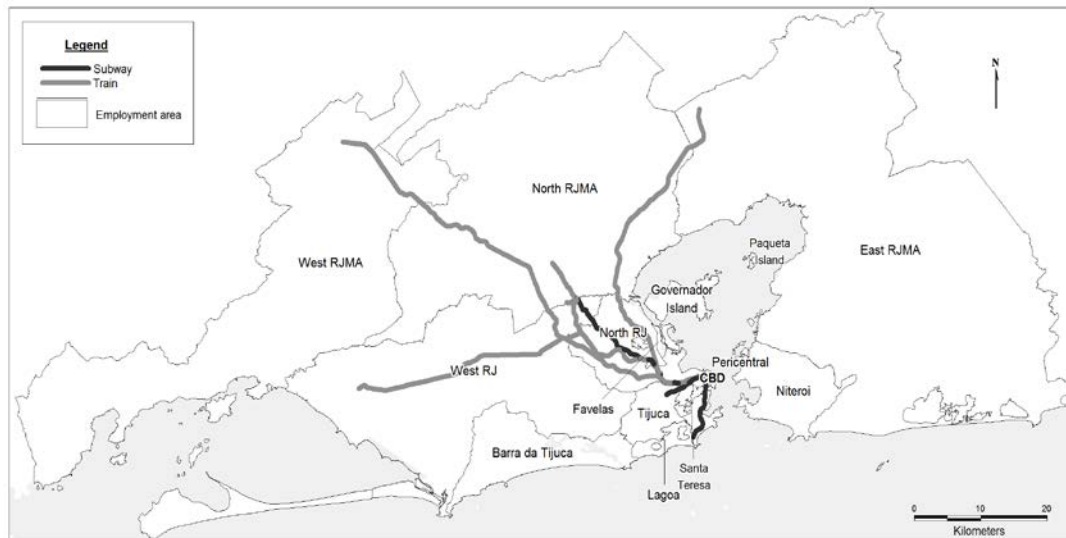 Legend
Subway
Train
Employment area
N
North RJMA
West RJMA
Paqueta
Island
East RJMA
Governador
Island
North RJ
West RJ
Pericentral
CBD
Niteroi
Favelas
Tijuca
Barra da Tijuca
Santa
Teresa
Lagoa
0 10 20
Kilometers